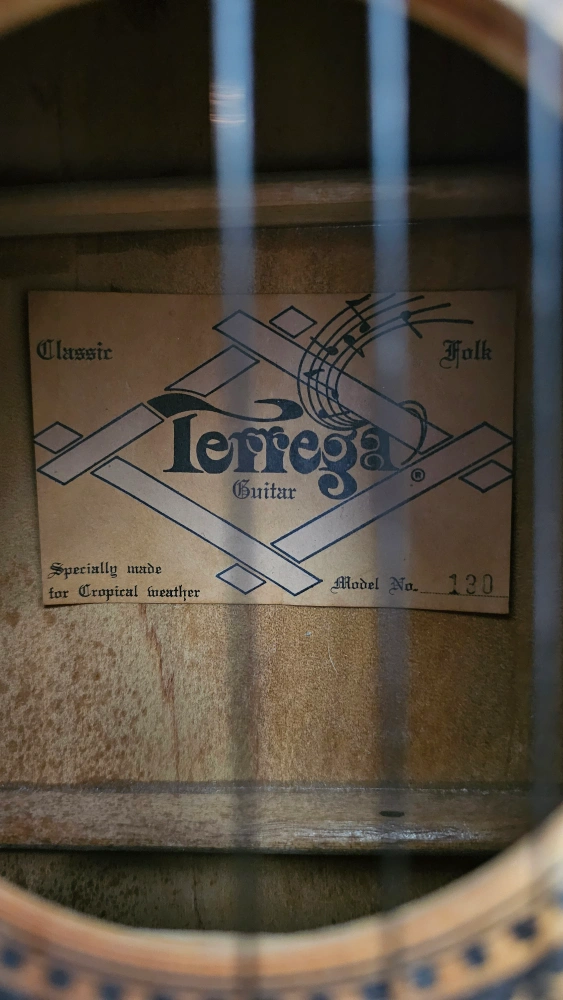 Classic
Folk
Terrega
®
Guitar
Specially made
for Tropical weather
Model No. 130